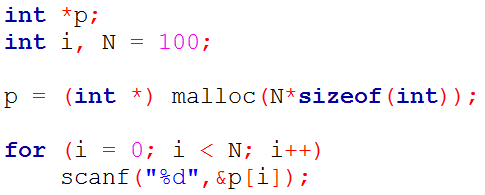 int *p;
int i, N = 100;
p = (int *) malloc(N*sizeof(int));
for (i = 0; i < N; i++)
    scanf("%d",&p[i]);